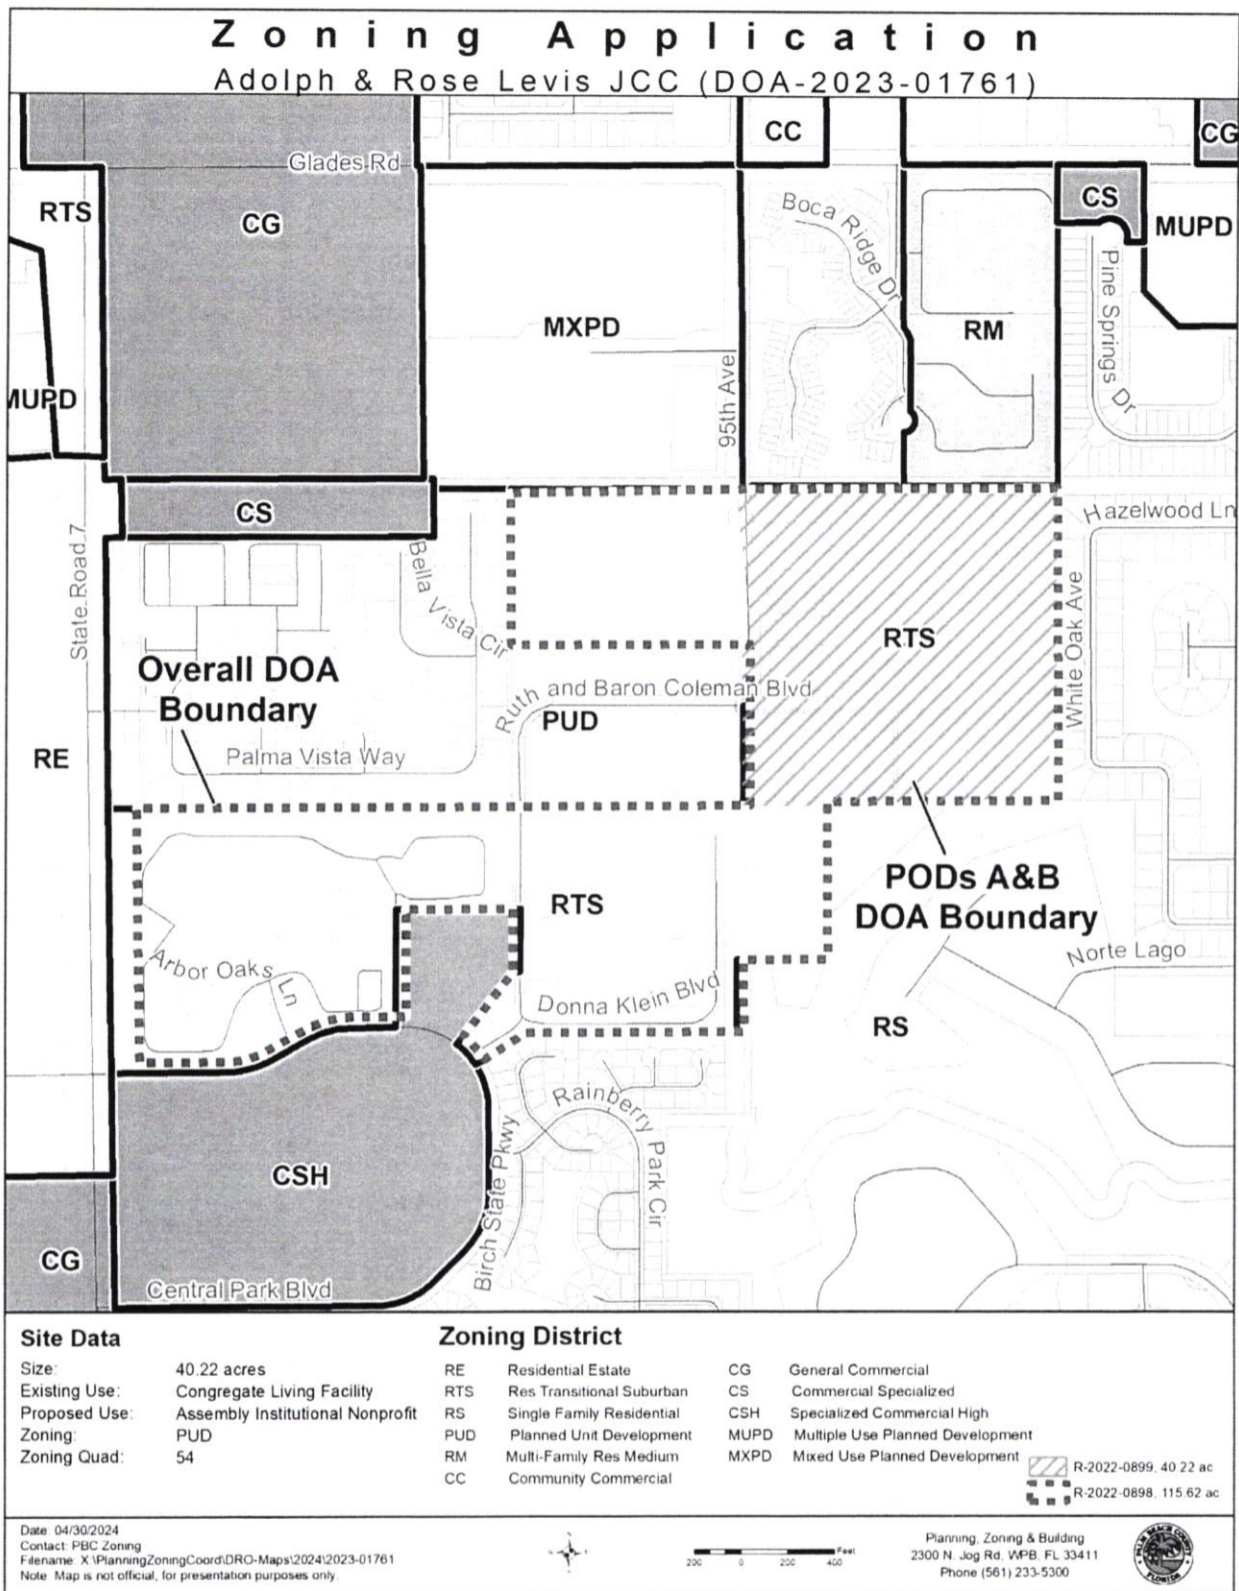 Zoning Application
Adolph & Rose Levis JCC (DOA-2023-01761)
CC
CG
Glades Rd
RTS
CG
CS
MUPD
Boca Ridge Dr
Pine Springs Dr
MXPD
RM
95th Ave
MUPD
CS
Hazelwood Ln
State Road 7
Bella Vista Cir
RTS
White Oak Ave
Overall DOA
Boundary
Ruth and Baron Coleman Blvd
PUD
RE
Palma Vista Way
PODs A&B
DOA Boundary
RTS
Arbor Oaks Ln
Donna Klein Blvd
Norte Lago
RS
Rainberry Park Cir
Birch State Pkwy
CSH
CG
Central Park Blvd
Site Data
Size: 40.22 acres
Existing Use: Congregate Living Facility
Proposed Use: Assembly Institutional Nonprofit
Zoning: PUD
Zoning Quad: 54
Zoning District
RE Residential Estate
RTS Res Transitional Suburban
RS Single Family Residential
PUD Planned Unit Development
RM Multi-Family Res Medium
CC Community Commercial
CG General Commercial
CS Commercial Specialized
CSH Specialized Commercial High
MUPD Multiple Use Planned Development
MXPD Mixed Use Planned Development
R-2022-0899, 40.22 ac
R-2022-0898, 115.62 ac
Date: 04/30/2024
Contact: PBC Zoning
Filename: X:\PlanningZoningCoord\DRO-Maps\2024\2023-01761
Note: Map is not official, for presentation purposes only.
Feet
200 0 200 400
Planning, Zoning & Building
2300 N. Jog Rd, WPB, FL 33411
Phone (561) 233-5300
PALM BEACH COUNTY
FLORIDA